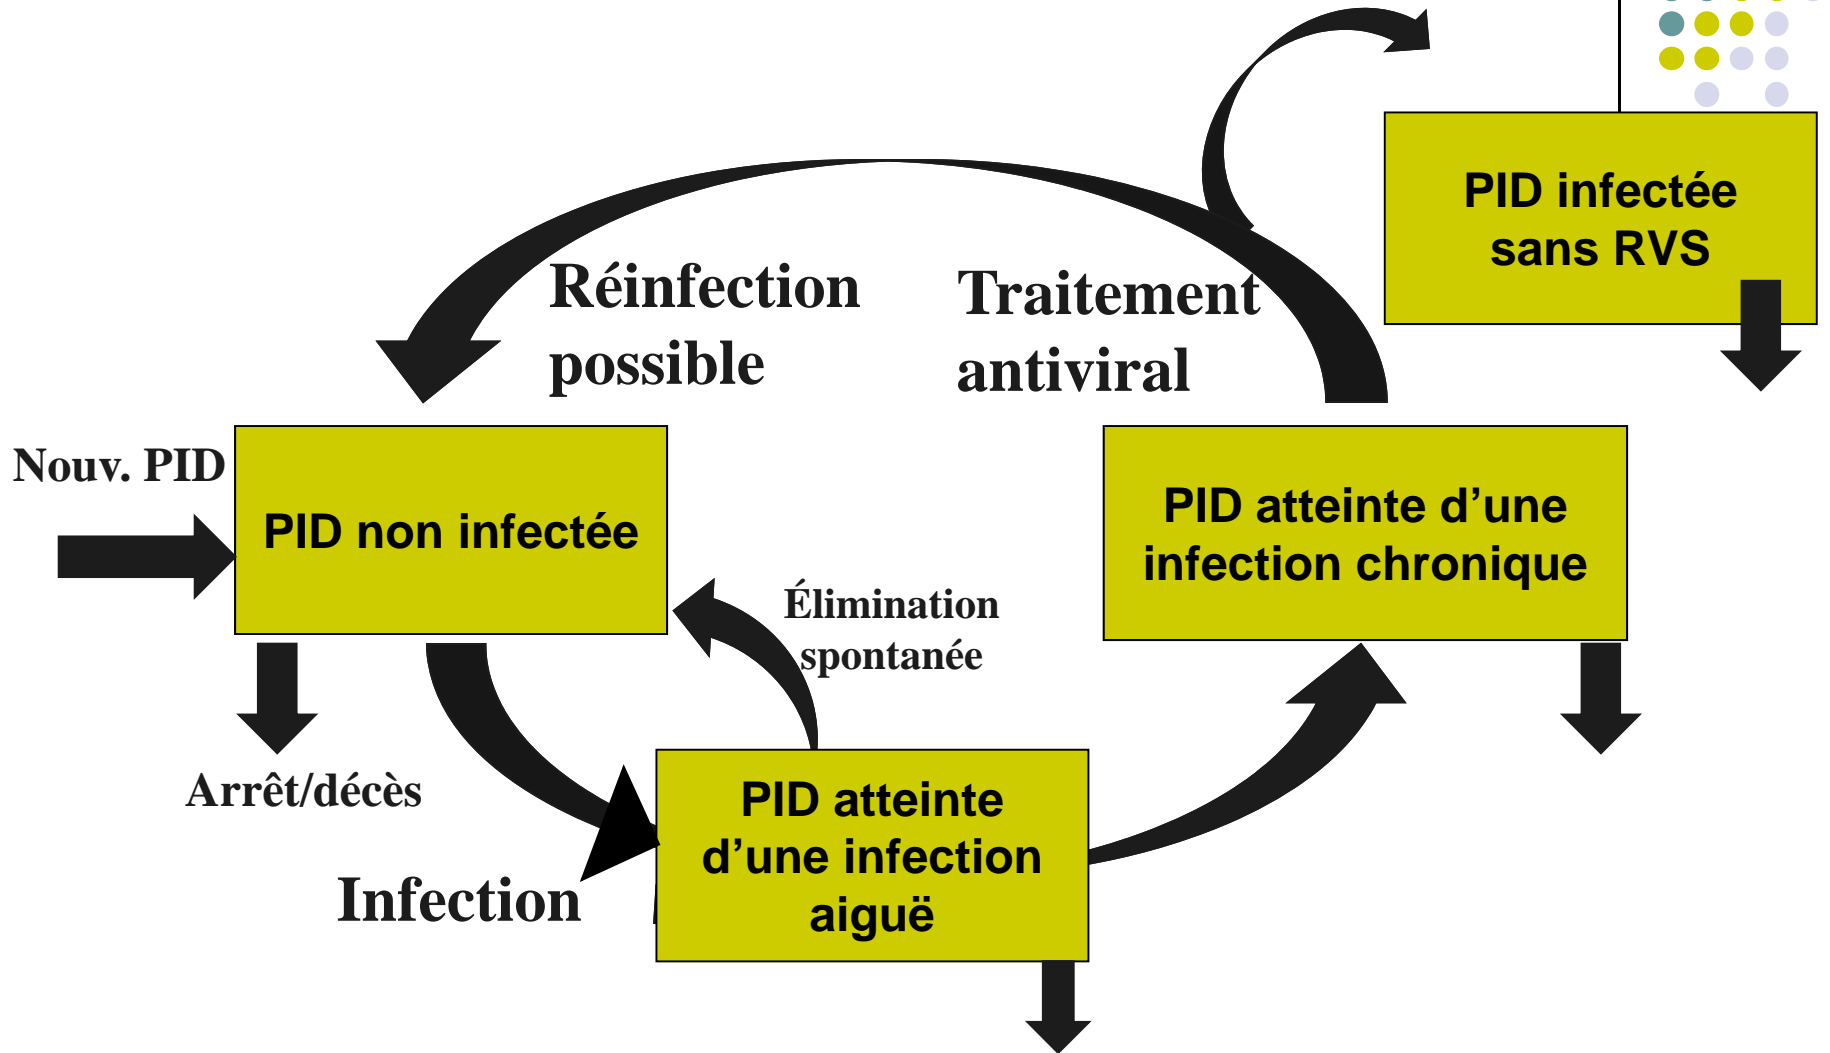 PID infectée
sans RVS
Réinfection
possible
Traitement
antiviral
Nouv. PID
PID non infectée
PID atteinte d’une
infection chronique
Élimination
spontanée
Arrêt/décès
Infection
PID atteinte
d’une infection
aiguë